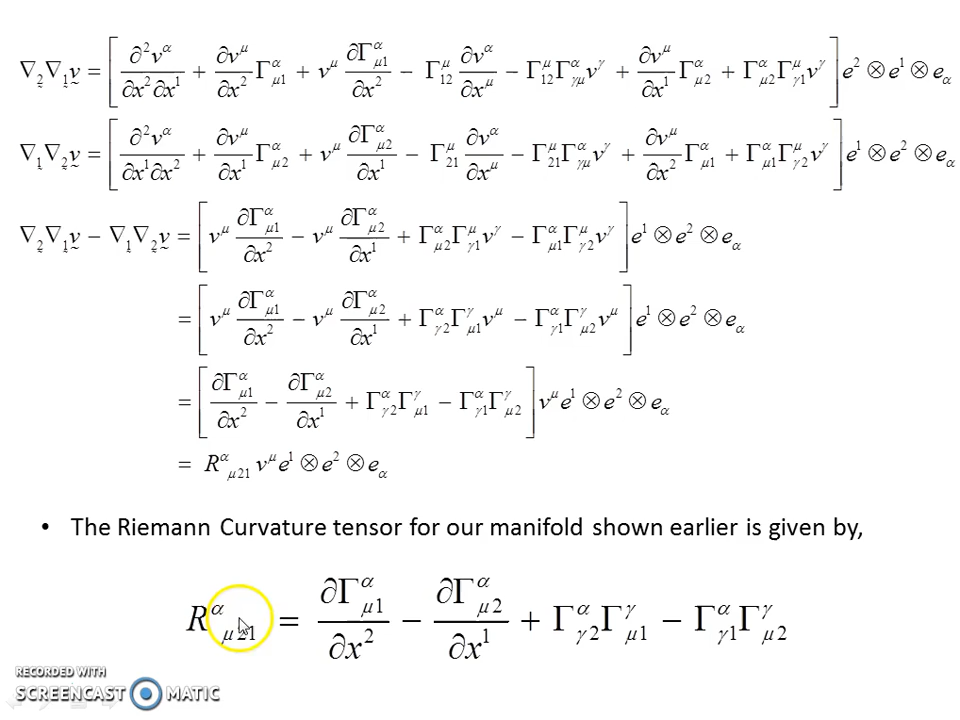 ∇₂∇₁v = [∂²v^α/∂x²∂x¹ + ∂v^μ/∂x² Γ^α_μ1 + v^μ ∂Γ^α_μ1/∂x² − Γ^μ_12 ∂v^α/∂x^μ − Γ^μ_12 Γ^α_γμ v^γ + ∂v^μ/∂x¹ Γ^α_μ2 + Γ^α_μ2 Γ^μ_γ1 v^γ] e² ⊗ e¹ ⊗ e_α
∇₁∇₂v = [∂²v^α/∂x¹∂x² + ∂v^μ/∂x¹ Γ^α_μ2 + v^μ ∂Γ^α_μ2/∂x¹ − Γ^μ_21 ∂v^α/∂x^μ − Γ^μ_21 Γ^α_γμ v^γ + ∂v^μ/∂x² Γ^α_μ1 + Γ^α_μ1 Γ^μ_γ2 v^γ] e¹ ⊗ e² ⊗ e_α
∇₂∇₁v − ∇₁∇₂v = [v^μ ∂Γ^α_μ1/∂x² − v^μ ∂Γ^α_μ2/∂x¹ + Γ^α_μ2 Γ^μ_γ1 v^γ − Γ^α_μ1 Γ^μ_γ2 v^γ] e¹ ⊗ e² ⊗ e_α
= [v^μ ∂Γ^α_μ1/∂x² − v^μ ∂Γ^α_μ2/∂x¹ + Γ^α_γ2 Γ^γ_μ1 v^μ − Γ^α_γ1 Γ^γ_μ2 v^μ] e¹ ⊗ e² ⊗ e_α
= [∂Γ^α_μ1/∂x² − ∂Γ^α_μ2/∂x¹ + Γ^α_γ2 Γ^γ_μ1 − Γ^α_γ1 Γ^γ_μ2] v^μ e¹ ⊗ e² ⊗ e_α
= R^α_μ21 v^μ e¹ ⊗ e² ⊗ e_α
• The Riemann Curvature tensor for our manifold shown earlier is given by,
R^α_μ21 = ∂Γ^α_μ1/∂x² − ∂Γ^α_μ2/∂x¹ + Γ^α_γ2 Γ^γ_μ1 − Γ^α_γ1 Γ^γ_μ2
RECORDED WITH
SCREENCAST MATIC